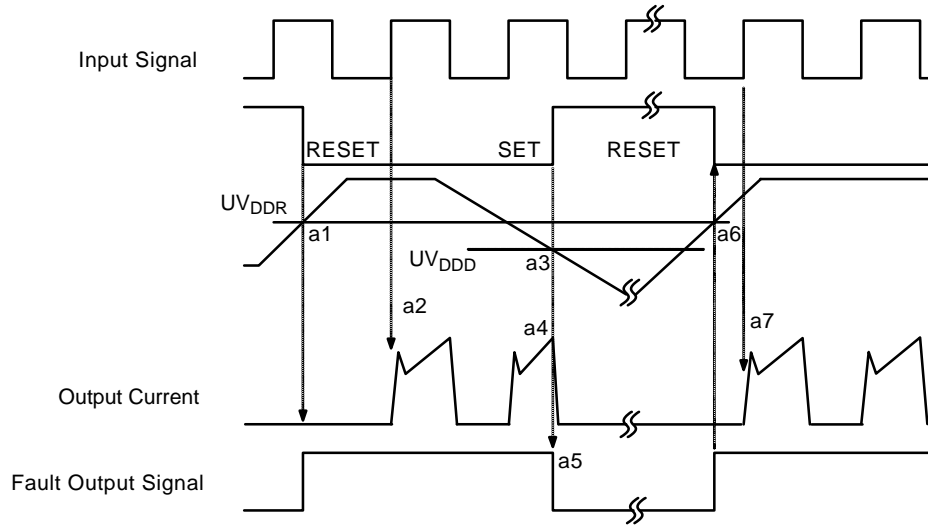 Input Signal
RESET SET RESET
UVDDR
a1 a6
UVDDD a3
a2
a4 a7
Output Current
a5
Fault Output Signal